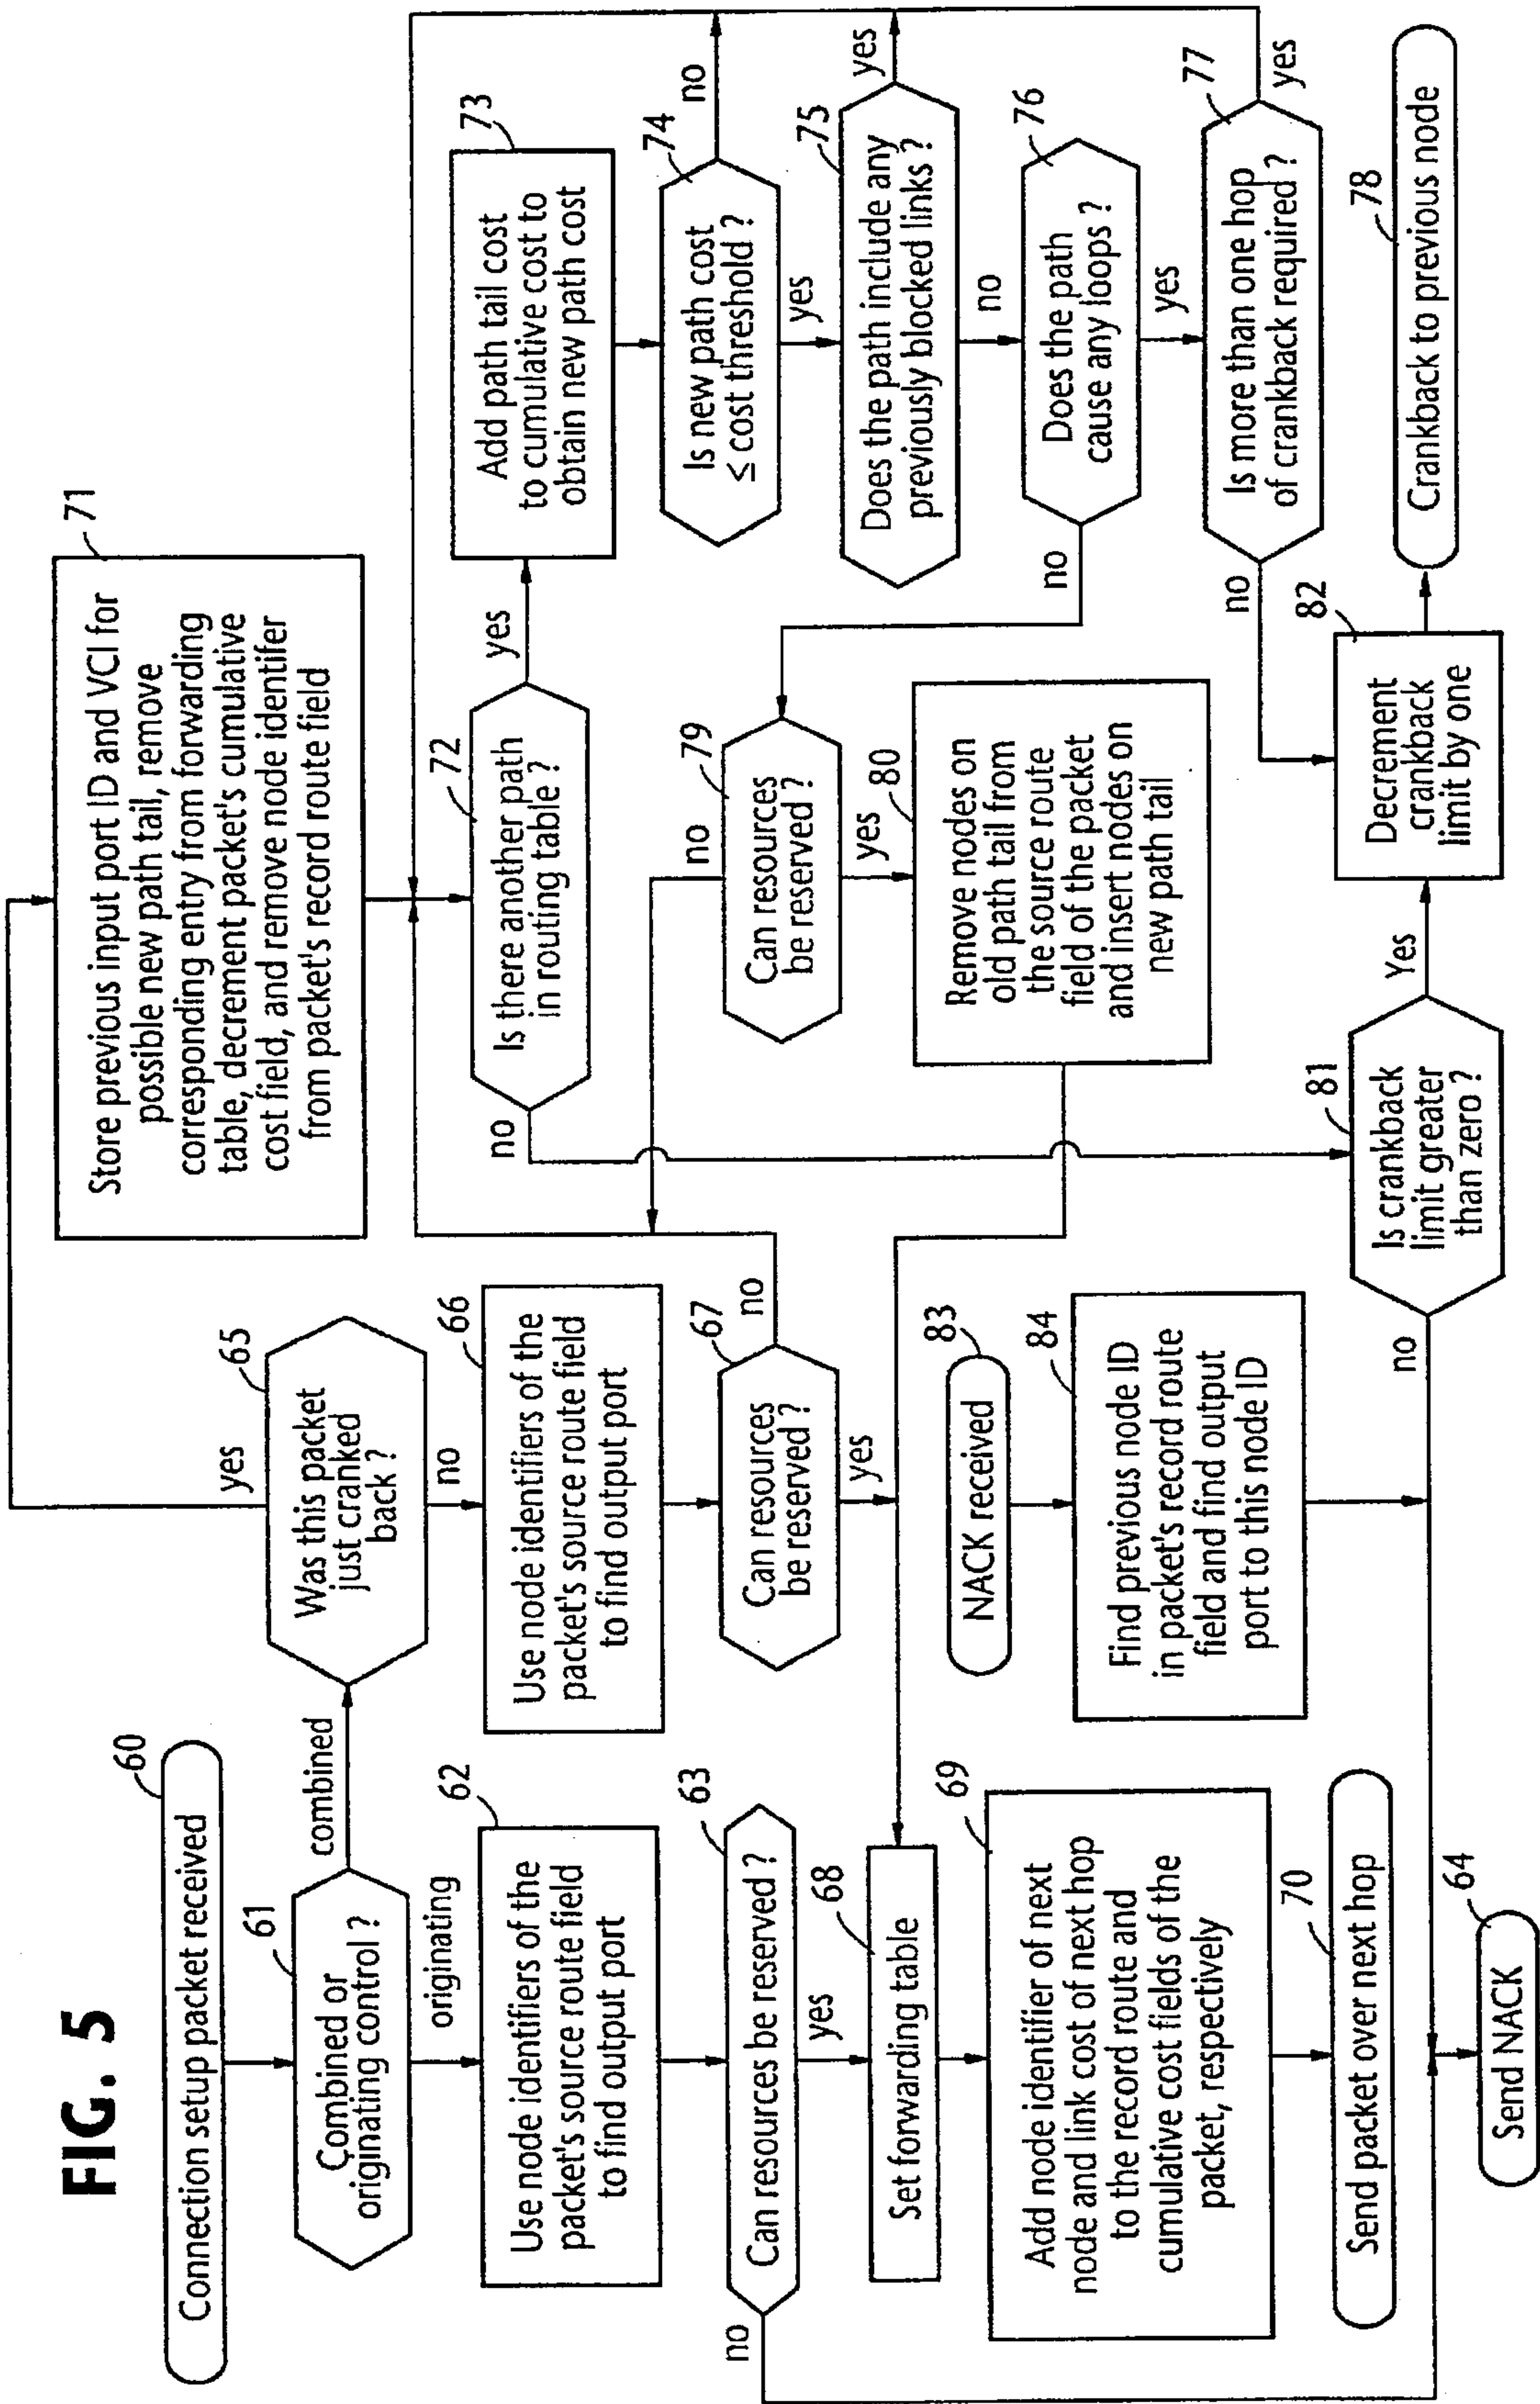 FIG. 5
60
Connection setup packet received
61
Combined or
originating control ?
combined
originating
62
Use node identifiers of the
packet's source route field
to find output port
63
Can resources be reserved ?
no
yes
68
Set forwarding table
69
Add node identifier of next
node and link cost of next hop
to the record route and
cumulative cost fields of the
packet, respectively
70
Send packet over next hop
64
Send NACK
65
Was this packet
just cranked
back ?
yes
no
66
Use node identifiers of the
packet's source route field
to find output port
67
Can resources
be reserved ?
no
yes
83
NACK received
84
Find previous node ID
in packet's record route
field and find output
port to this node ID
71
Store previous input port ID and VCI for
possible new path tail, remove
corresponding entry from forwarding
table, decrement packet's cumulative
cost field, and remove node identifer
from packet's record route field
72
Is there another path
in routing table ?
no
yes
73
Add path tail cost
to cumulative cost to
obtain new path cost
74
Is new path cost
≤ cost threshold ?
no
yes
75
Does the path include any
previously blocked links ?
yes
no
76
Does the path
cause any loops ?
no
yes
77
Is more than one hop
of crankback required ?
no
yes
79
Can resources
be reserved ?
no
yes
80
Remove nodes on
old path tail from
the source route
field of the packet
and insert nodes on
new path tail
81
Is crankback
limit greater
than zero ?
no
Yes
82
Decrement
crankback
limit by one
78
Crankback to previous node